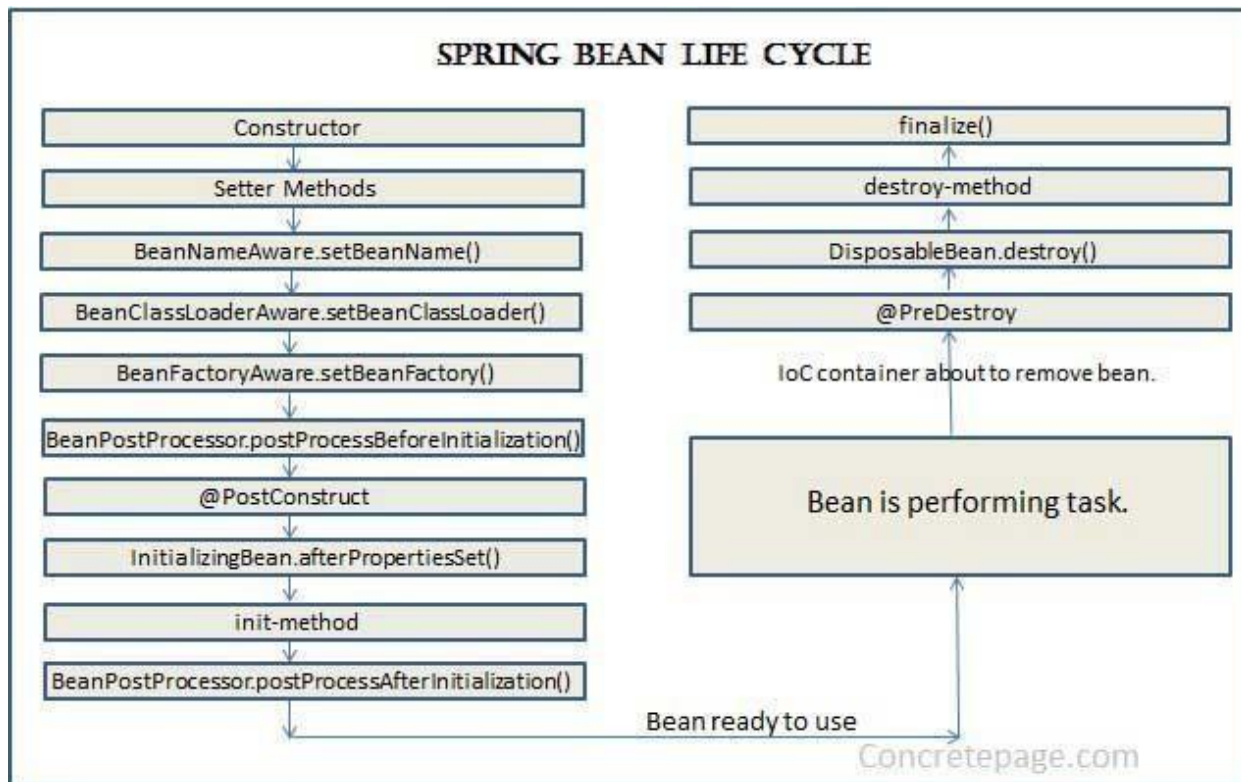 SPRING BEAN LIFE CYCLE
Constructor
Setter Methods
BeanNameAware.setBeanName()
BeanClassLoaderAware.setBeanClassLoader()
BeanFactoryAware.setBeanFactory()
BeanPostProcessor.postProcessBeforeInitialization()
@PostConstruct
InitializingBean.afterPropertiesSet()
init-method
BeanPostProcessor.postProcessAfterInitialization()
Bean ready to use
Bean is performing task.
IoC container about to remove bean.
@PreDestroy
DisposableBean.destroy()
destroy-method
finalize()
Concretepage.com